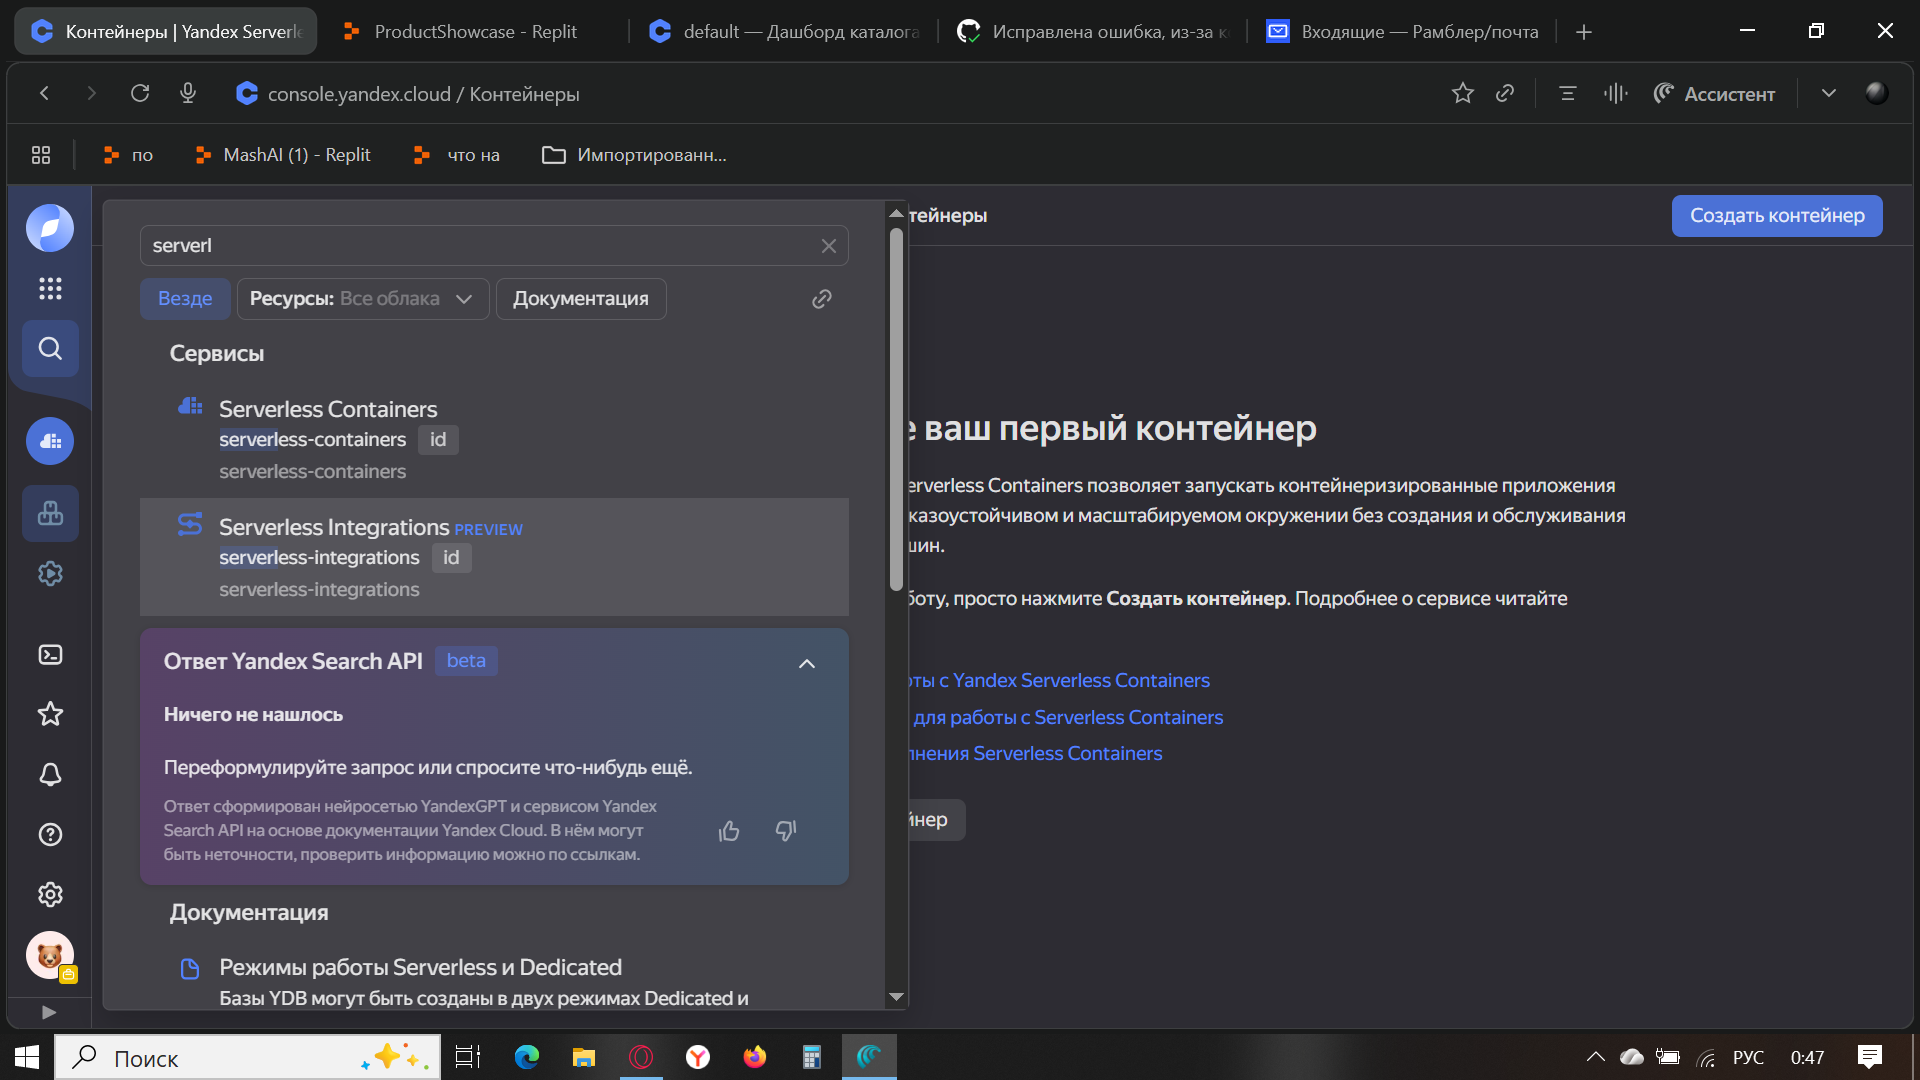 Контейнеры | Yandex Serverle
ProductShowcase - Replit
default — Дашборд каталога
Исправлена ошибка, из-за к
Входящие — Рамблер/почта
console.yandex.cloud / Контейнеры
Ассистент
по
MashAI (1) - Replit
что на
Импортированн...
serverl
тейнеры
Создать контейнер
Везде
Ресурсы: Все облака
Документация
Сервисы
Serverless Containers
serverless-containers id
serverless-containers
Serverless Integrations PREVIEW
serverless-integrations id
serverless-integrations
Ответ Yandex Search API beta
Ничего не нашлось
Переформулируйте запрос или спросите что-нибудь ещё.
Ответ сформирован нейросетью YandexGPT и сервисом Yandex
Search API на основе документации Yandex Cloud. В нём могут
быть неточности, проверить информацию можно по ссылкам.
Документация
Режимы работы Serverless и Dedicated
Базы YDB могут быть созданы в двух режимах Dedicated и
е ваш первый контейнер
erverless Containers позволяет запускать контейнеризированные приложения
казоустойчивом и масштабируемом окружении без создания и обслуживания
шин.
боту, просто нажмите Создать контейнер. Подробнее о сервисе читайте
оты с Yandex Serverless Containers
для работы с Serverless Containers
лнения Serverless Containers
йнер
Поиск
РУС
0:47